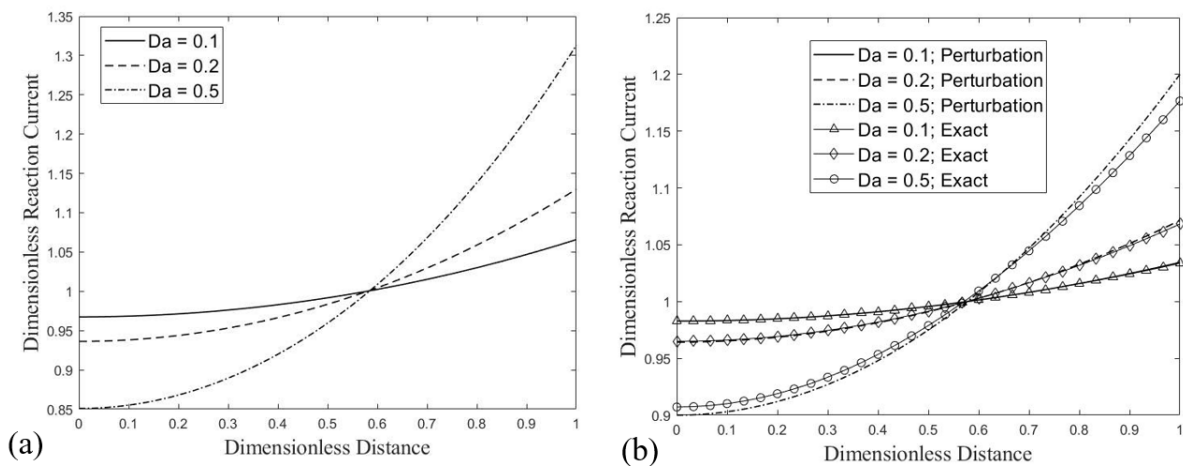 1.35
1.3
1.25
1.2
1.15
1.1
1.05
1
0.95
0.9
0.85
Dimensionless Reaction Current
Da = 0.1
Da = 0.2
Da = 0.5
0 0.1 0.2 0.3 0.4 0.5 0.6 0.7 0.8 0.9 1
Dimensionless Distance
(a)
1.25
1.2
1.15
1.1
1.05
1
0.95
0.9
Dimensionless Reaction Current
Da = 0.1; Perturbation
Da = 0.2; Perturbation
Da = 0.5; Perturbation
Da = 0.1; Exact
Da = 0.2; Exact
Da = 0.5; Exact
0 0.1 0.2 0.3 0.4 0.5 0.6 0.7 0.8 0.9 1
Dimensionless Distance
(b)